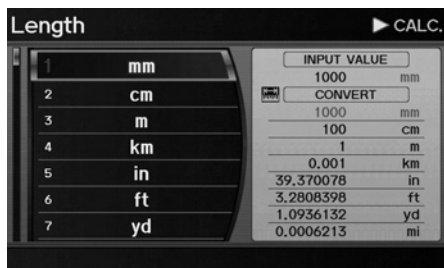 Length ▶ CALC.
1 mm
2 cm
3 m
4 km
5 in
6 ft
7 yd
INPUT VALUE
1000 mm
CONVERT
1000 mm
100 cm
1 m
0.001 km
39.370078 in
3.2808398 ft
1.0936132 yd
0.0006213 mi